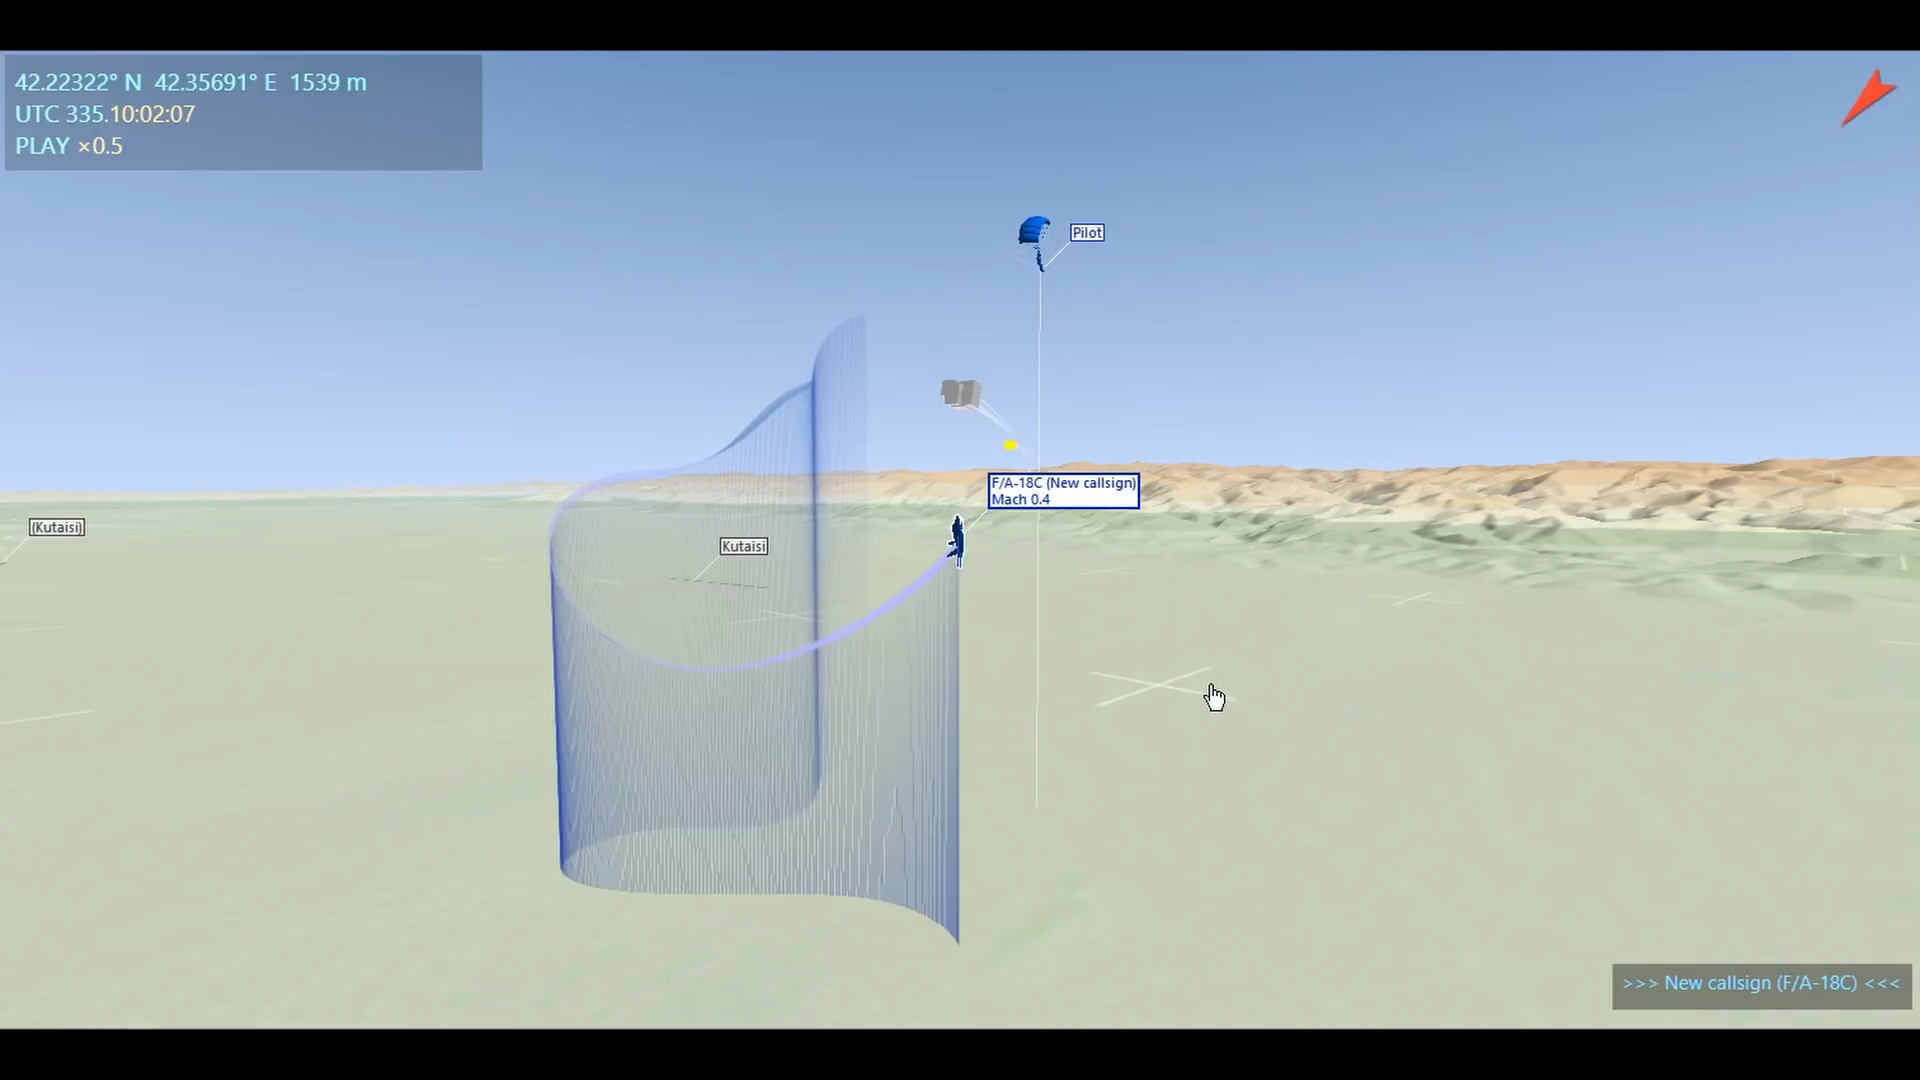 42.22322° N 42.35691° E 1539 m
UTC 335.10:02:07
PLAY ×0.5
Pilot
F/A-18C (New callsign)
Mach 0.4
(Kutaisi)
Kutaisi
>>> New callsign (F/A-18C) <<<